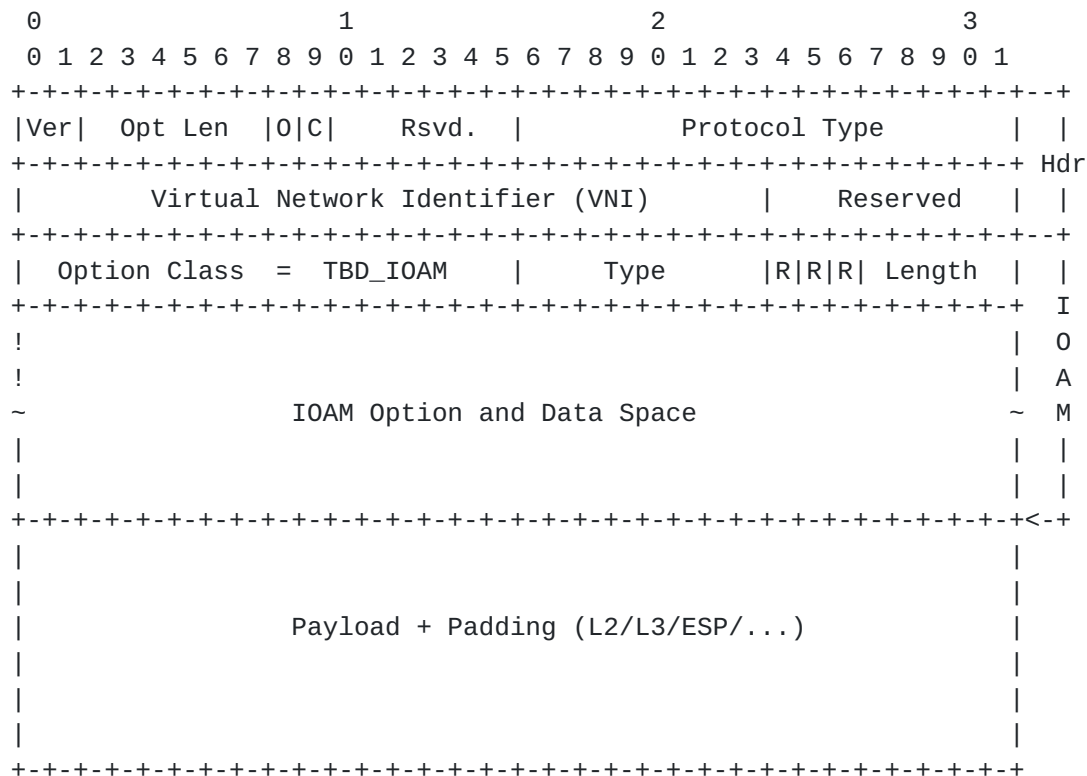 0                   1                   2                   3
 0 1 2 3 4 5 6 7 8 9 0 1 2 3 4 5 6 7 8 9 0 1 2 3 4 5 6 7 8 9 0 1
+-+-+-+-+-+-+-+-+-+-+-+-+-+-+-+-+-+-+-+-+-+-+-+-+-+-+-+-+-+-+-+-+--+
|Ver|  Opt Len  |O|C|    Rsvd.  |          Protocol Type        |  |
+-+-+-+-+-+-+-+-+-+-+-+-+-+-+-+-+-+-+-+-+-+-+-+-+-+-+-+-+-+-+-+-+ Hdr
|        Virtual Network Identifier (VNI)       |    Reserved   |  |
+-+-+-+-+-+-+-+-+-+-+-+-+-+-+-+-+-+-+-+-+-+-+-+-+-+-+-+-+-+-+-+-+--+
|  Option Class  =  TBD_IOAM    |     Type      |R|R|R| Length  |  |
+-+-+-+-+-+-+-+-+-+-+-+-+-+-+-+-+-+-+-+-+-+-+-+-+-+-+-+-+-+-+-+-+  I
!                                                               |  O
!                                                               |  A
~                 IOAM Option and Data Space                    ~  M
|                                                               |  |
|                                                               |  |
+-+-+-+-+-+-+-+-+-+-+-+-+-+-+-+-+-+-+-+-+-+-+-+-+-+-+-+-+-+-+-+-+<-+
|                                                               |
|                                                               |
|                 Payload + Padding (L2/L3/ESP/...)             |
|                                                               |
|                                                               |
|                                                               |
+-+-+-+-+-+-+-+-+-+-+-+-+-+-+-+-+-+-+-+-+-+-+-+-+-+-+-+-+-+-+-+-+